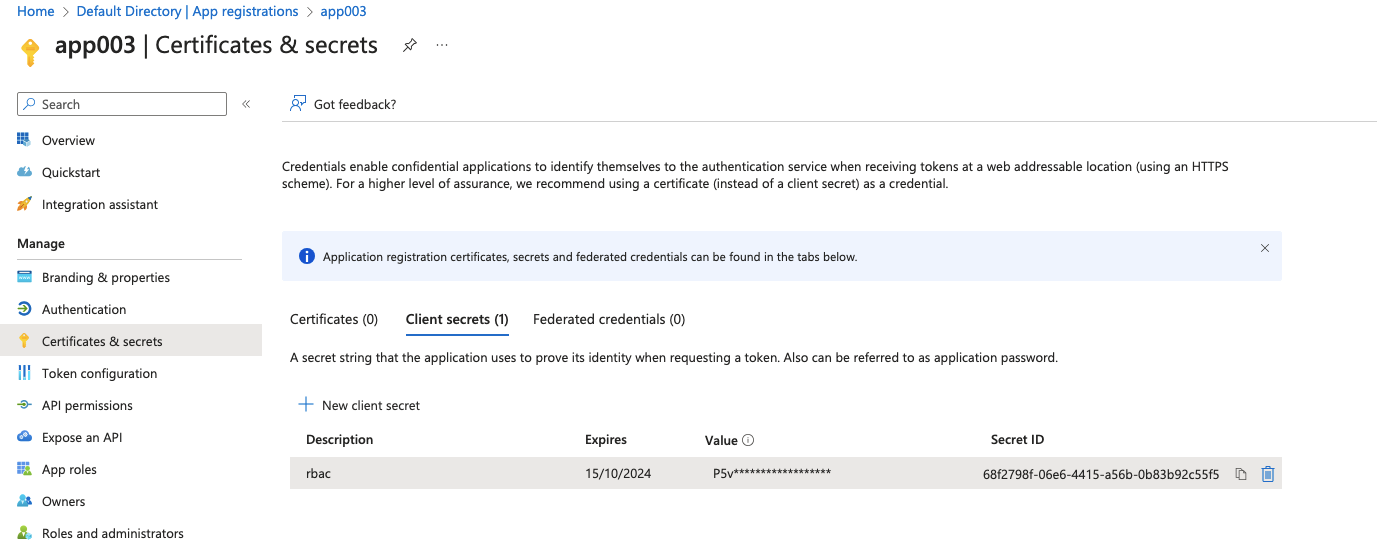 Home > Default Directory | App registrations > app003
app003 | Certificates & secrets
Search
Overview
Quickstart
Integration assistant
Manage
Branding & properties
Authentication
Certificates & secrets
Token configuration
API permissions
Expose an API
App roles
Owners
Roles and administrators
Got feedback?
Credentials enable confidential applications to identify themselves to the authentication service when receiving tokens at a web addressable location (using an HTTPS
scheme). For a higher level of assurance, we recommend using a certificate (instead of a client secret) as a credential.
Application registration certificates, secrets and federated credentials can be found in the tabs below.
Certificates (0) Client secrets (1) Federated credentials (0)
A secret string that the application uses to prove its identity when requesting a token. Also can be referred to as application password.
New client secret
Description Expires Value Secret ID
rbac 15/10/2024 P5v****************** 68f2798f-06e6-4415-a56b-0b83b92c55f5